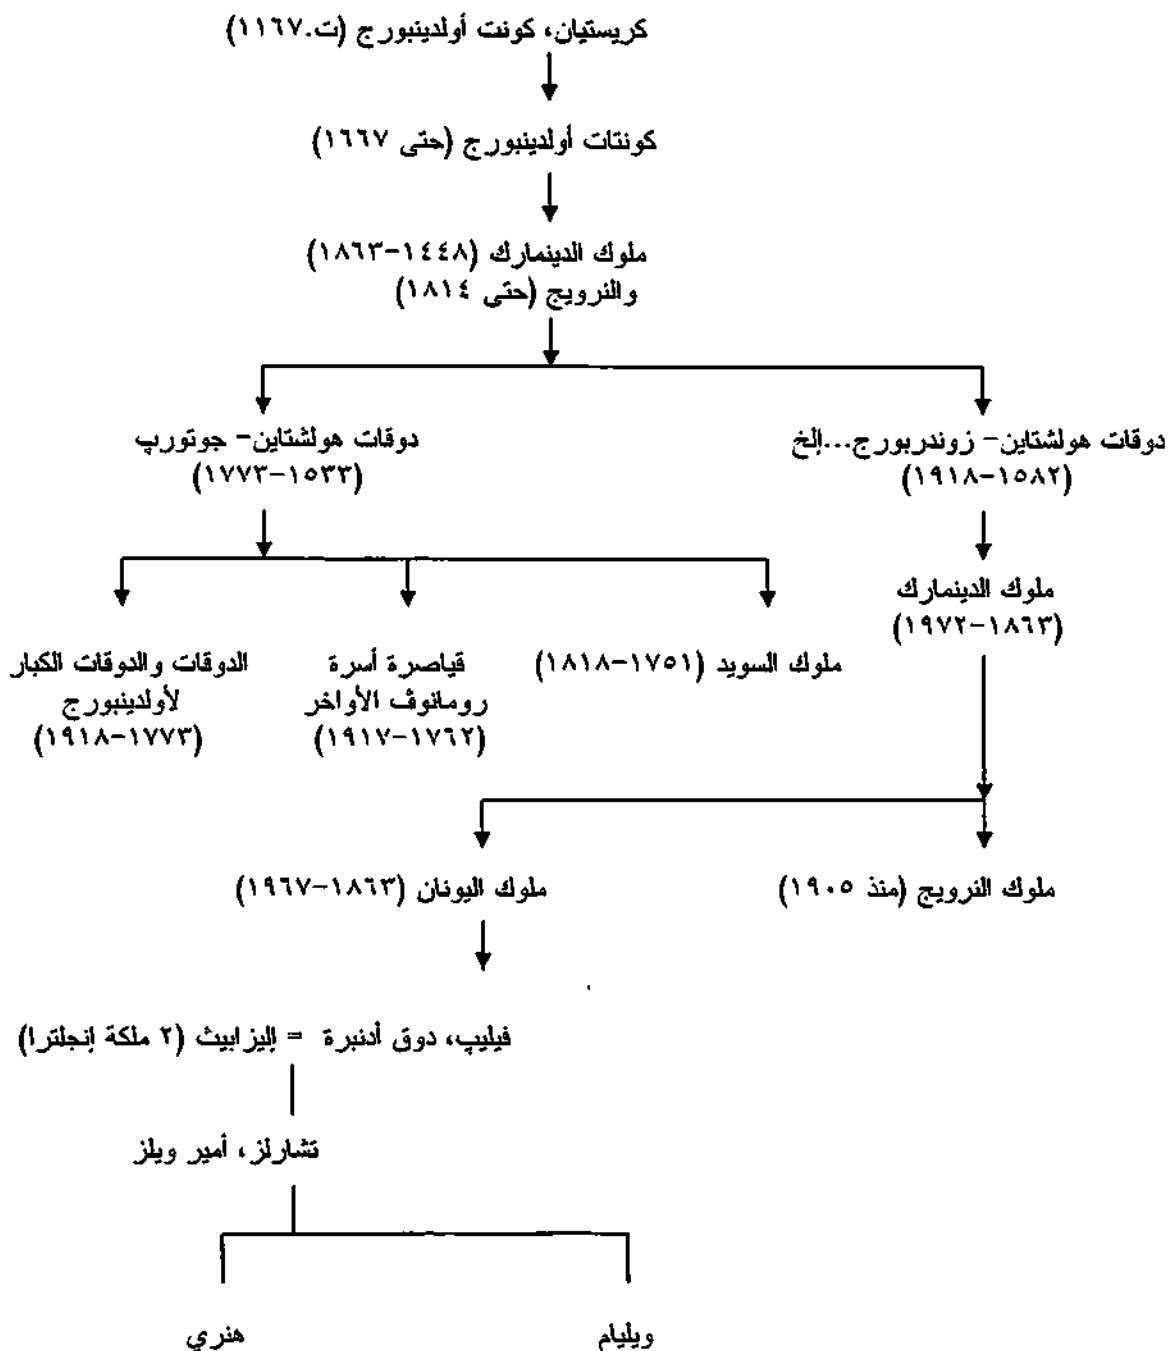 كريستيان، كونت أولدينبورج (ت.١١٦٧)
كونتات أولدينبورج (حتى ١٦٦٧)
ملوك الدينمارك (١٤٤٨-١٨٦٣)
والنرويج (حتى ١٨١٤)
دوقات هولشتاين- زوندربورج...إلخ
(١٥٨٢-١٩١٨)
دوقات هولشتاين- جوتورپ
(١٥٣٣-١٧٧٣)
ملوك الدينمارك
(١٨٦٣-١٩٧٢)
ملوك السويد (١٧٥١-١٨١٨)
قياصرة أسرة
رومانوڤ الأواخر
(١٧٦٢-١٩١٧)
الدوقات والدوقات الكبار
لأولدينبورج
(١٧٧٣-١٩١٨)
ملوك النرويج (منذ ١٩٠٥)
ملوك اليونان (١٨٦٣-١٩٦٧)
فيليپ، دوق أدنبرة = إليزابيث (٢ ملكة إنجلترا)
تشارلز، أمير ويلز
ويليام
هنري